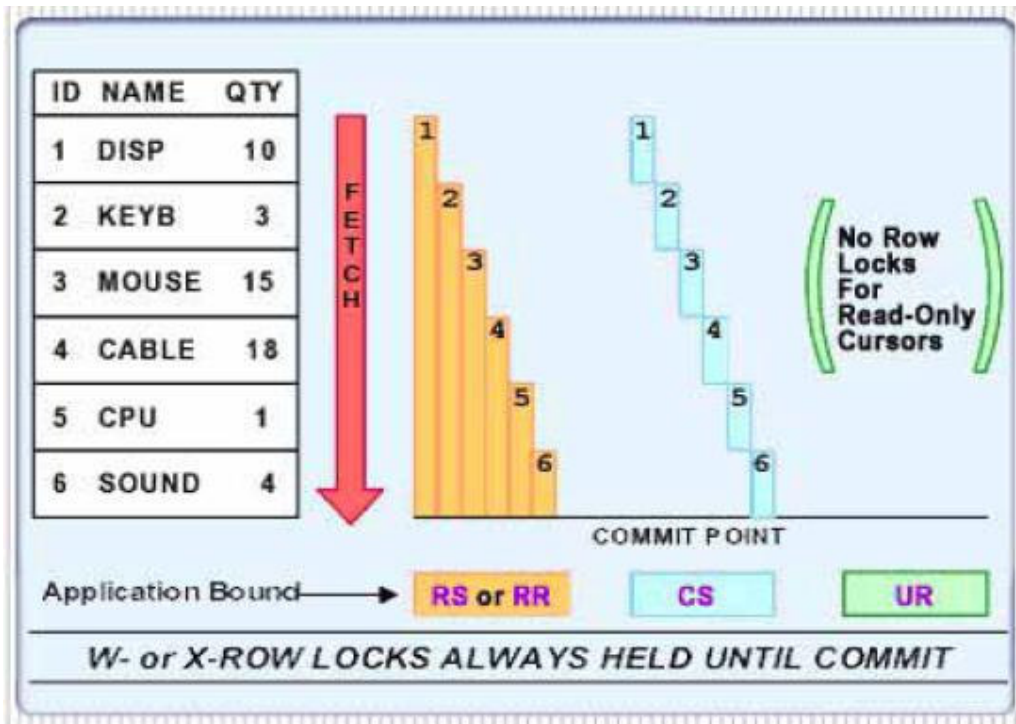 ID NAME QTY
1 DISP 10
2 KEYB 3
3 MOUSE 15
4 CABLE 18
5 CPU 1
6 SOUND 4
FETCH
1
2
3
4
5
6
1
2
3
4
5
6
No Row
Locks
For
Read-Only
Cursors
COMMIT POINT
Application Bound
RS or RR
CS
UR
W- or X-ROW LOCKS ALWAYS HELD UNTIL COMMIT